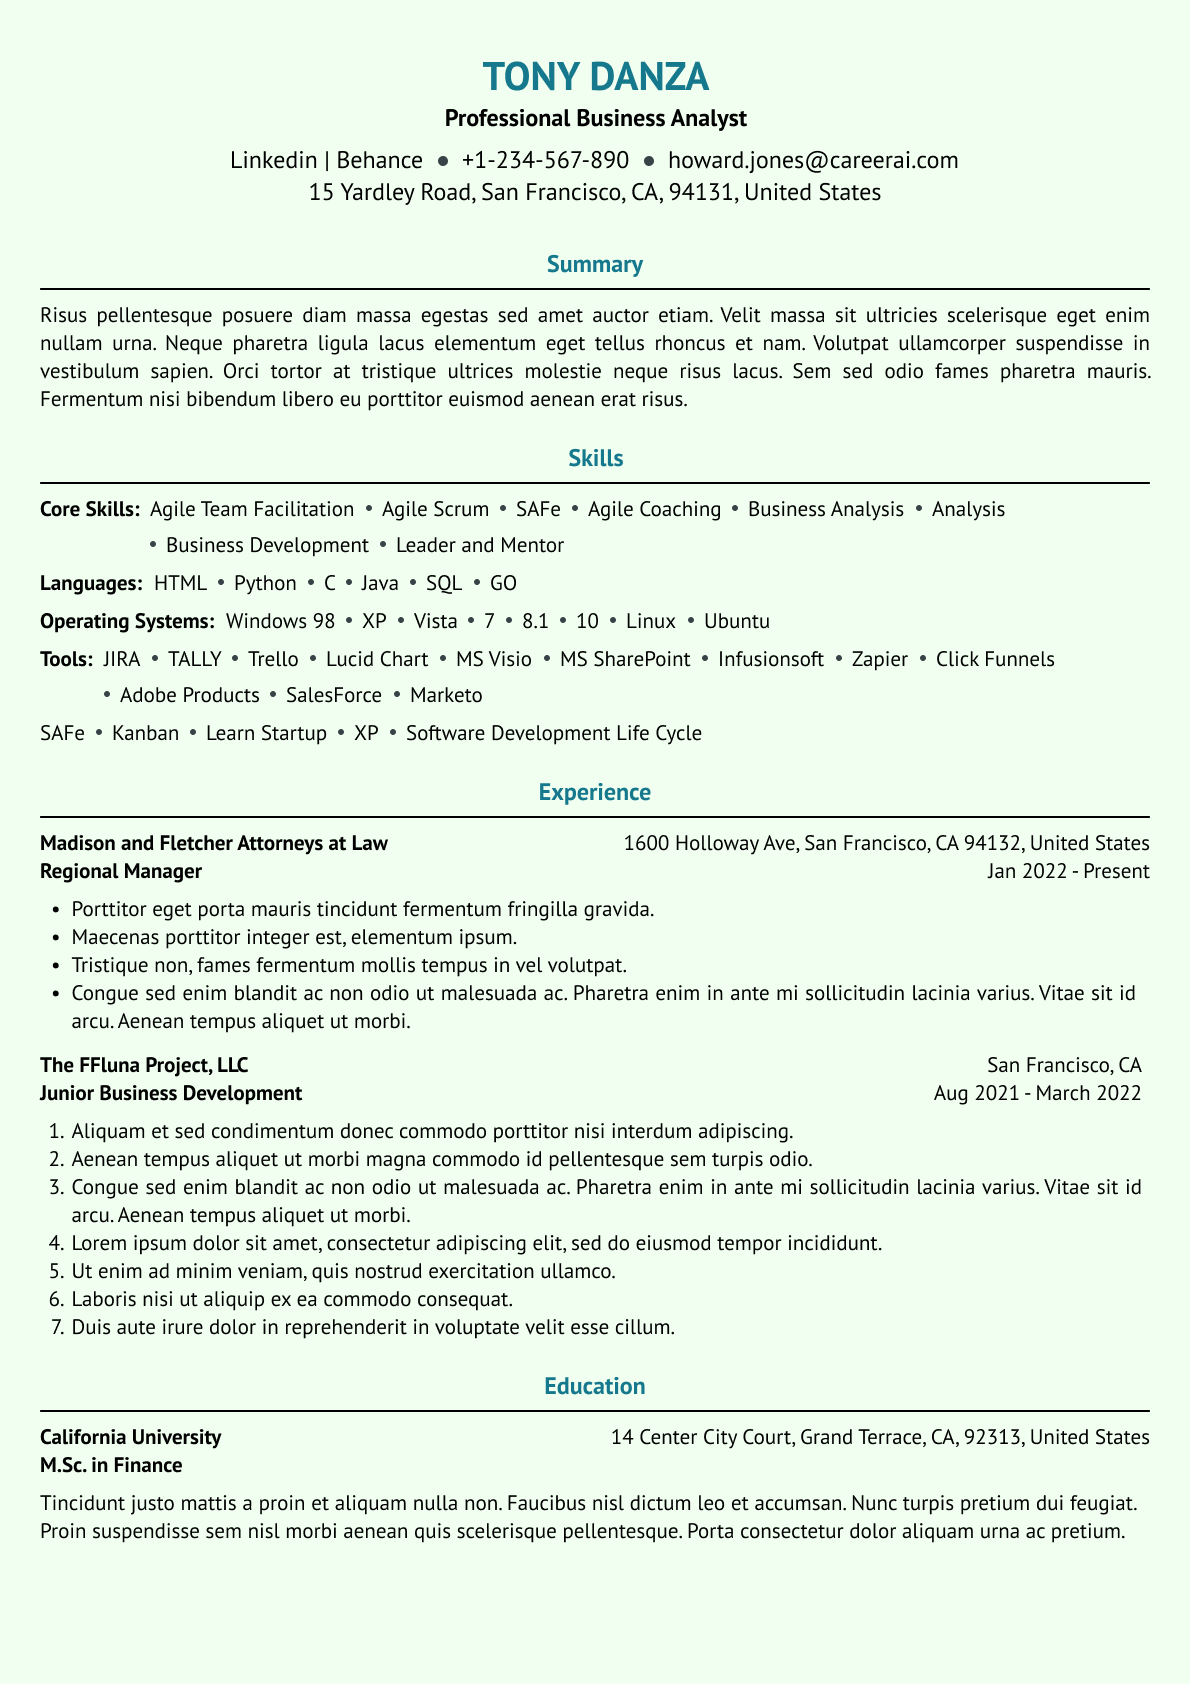 TONY DANZA
Professional Business Analyst
Linkedin | Behance ● +1-234-567-890 ● howard.jones@careerai.com
15 Yardley Road, San Francisco, CA, 94131, United States
Summary
Risus pellentesque posuere diam massa egestas sed amet auctor etiam. Velit massa sit ultricies scelerisque eget enim
nullam urna. Neque pharetra ligula lacus elementum eget tellus rhoncus et nam. Volutpat ullamcorper suspendisse in
vestibulum sapien. Orci tortor at tristique ultrices molestie neque risus lacus. Sem sed odio fames pharetra mauris.
Fermentum nisi bibendum libero eu porttitor euismod aenean erat risus.
Skills
Core Skills: Agile Team Facilitation • Agile Scrum • SAFe • Agile Coaching • Business Analysis • Analysis
• Business Development • Leader and Mentor
Languages: HTML • Python • C • Java • SQL • GO
Operating Systems: Windows 98 • XP • Vista • 7 • 8.1 • 10 • Linux • Ubuntu
Tools: JIRA • TALLY • Trello • Lucid Chart • MS Visio • MS SharePoint • Infusionsoft • Zapier • Click Funnels
• Adobe Products • SalesForce • Marketo
SAFe • Kanban • Learn Startup • XP • Software Development Life Cycle
Experience
Madison and Fletcher Attorneys at Law 1600 Holloway Ave, San Francisco, CA 94132, United States
Regional Manager Jan 2022 - Present
• Porttitor eget porta mauris tincidunt fermentum fringilla gravida.
• Maecenas porttitor integer est, elementum ipsum.
• Tristique non, fames fermentum mollis tempus in vel volutpat.
• Congue sed enim blandit ac non odio ut malesuada ac. Pharetra enim in ante mi sollicitudin lacinia varius. Vitae sit id
arcu. Aenean tempus aliquet ut morbi.
The FFluna Project, LLC San Francisco, CA
Junior Business Development Aug 2021 - March 2022
1. Aliquam et sed condimentum donec commodo porttitor nisi interdum adipiscing.
2. Aenean tempus aliquet ut morbi magna commodo id pellentesque sem turpis odio.
3. Congue sed enim blandit ac non odio ut malesuada ac. Pharetra enim in ante mi sollicitudin lacinia varius. Vitae sit id
arcu. Aenean tempus aliquet ut morbi.
4. Lorem ipsum dolor sit amet, consectetur adipiscing elit, sed do eiusmod tempor incididunt.
5. Ut enim ad minim veniam, quis nostrud exercitation ullamco.
6. Laboris nisi ut aliquip ex ea commodo consequat.
7. Duis aute irure dolor in reprehenderit in voluptate velit esse cillum.
Education
California University 14 Center City Court, Grand Terrace, CA, 92313, United States
M.Sc. in Finance
Tincidunt justo mattis a proin et aliquam nulla non. Faucibus nisl dictum leo et accumsan. Nunc turpis pretium dui feugiat.
Proin suspendisse sem nisl morbi aenean quis scelerisque pellentesque. Porta consectetur dolor aliquam urna ac pretium.